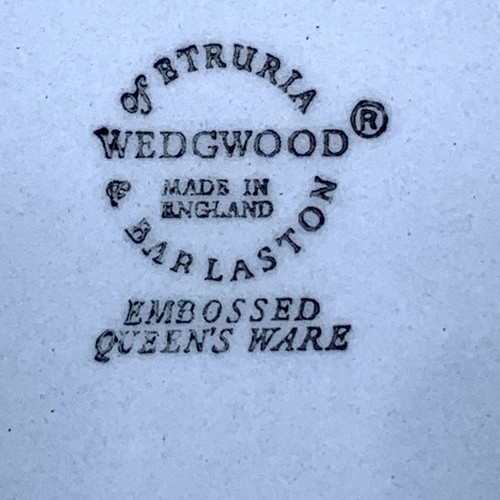 of ETRURIA
WEDGWOOD ®
MADE IN
ENGLAND
& BARLASTON
EMBOSSED
QUEEN'S WARE